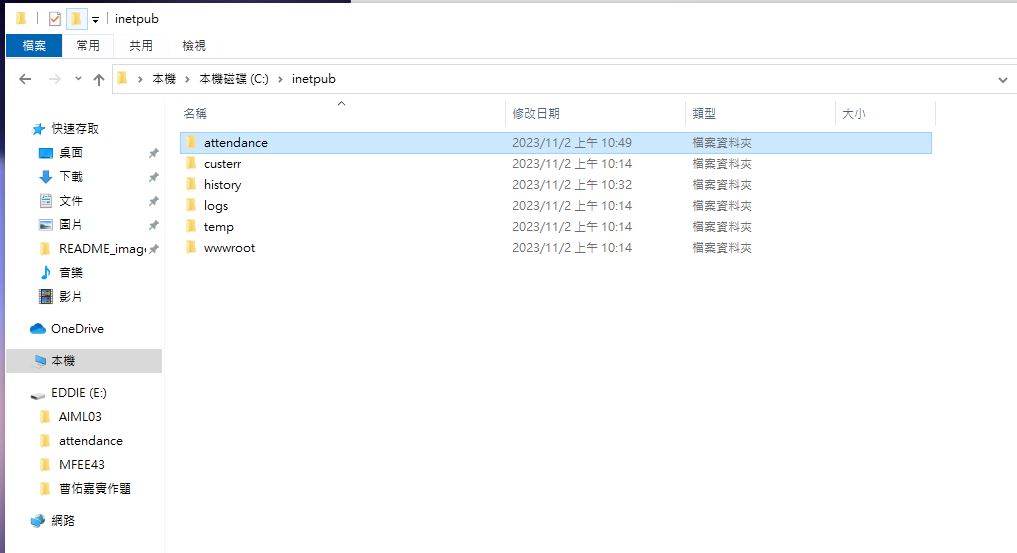 inetpub
檔案 常用 共用 檢視
本機 本機磁碟 (C:) inetpub
名稱 修改日期 類型 大小
快速存取
桌面
下載
文件
圖片
README_image
音樂
影片
OneDrive
本機
EDDIE (E:)
AIML03
attendance
MFEE43
曹佑嘉實作題
網路
attendance 2023/11/2 上午 10:49 檔案資料夾
custerr 2023/11/2 上午 10:14 檔案資料夾
history 2023/11/2 上午 10:32 檔案資料夾
logs 2023/11/2 上午 10:14 檔案資料夾
temp 2023/11/2 上午 10:14 檔案資料夾
wwwroot 2023/11/2 上午 10:14 檔案資料夾